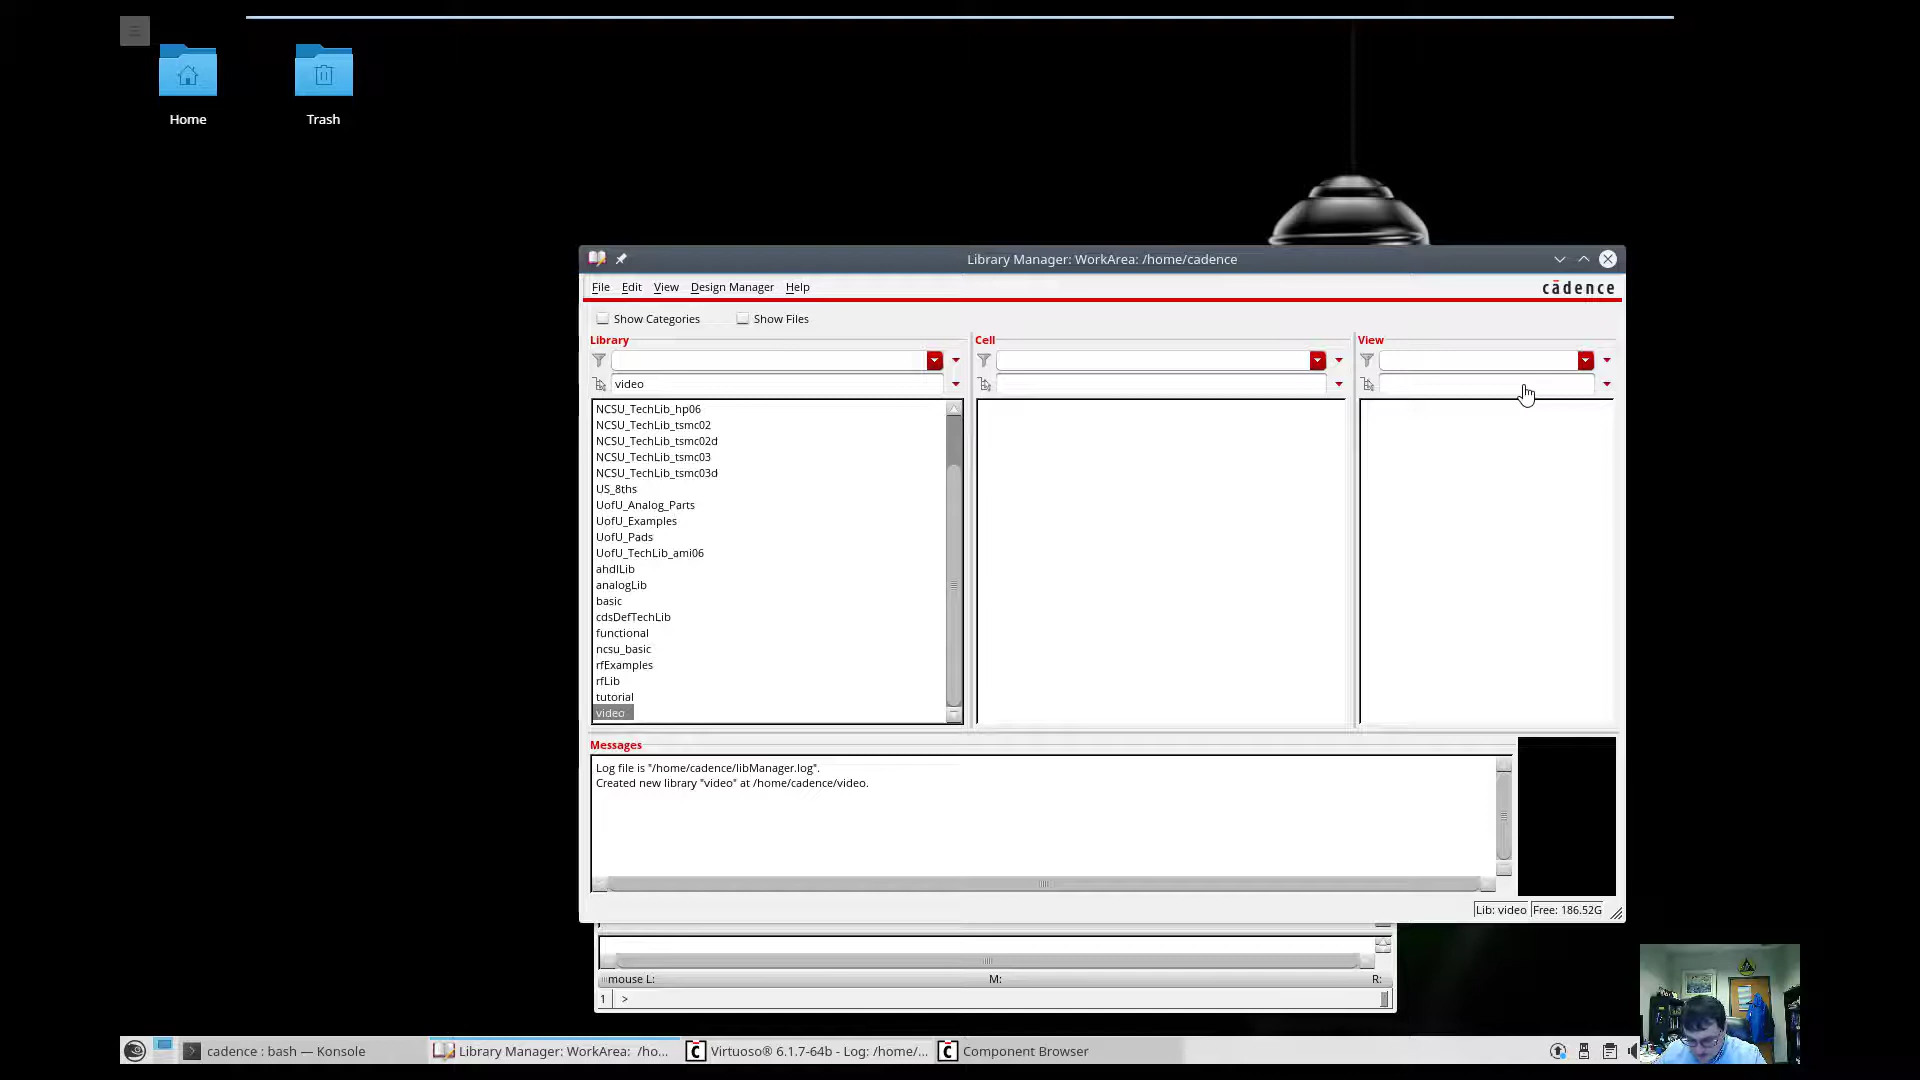 Home
Trash
Library Manager: WorkArea: /home/cadence
File Edit View Design Manager Help
cādence
Show Categories Show Files
Library Cell View
video
NCSU_TechLib_hp06
NCSU_TechLib_tsmc02
NCSU_TechLib_tsmc02d
NCSU_TechLib_tsmc03
NCSU_TechLib_tsmc03d
US_8ths
UofU_Analog_Parts
UofU_Examples
UofU_Pads
UofU_TechLib_ami06
ahdlLib
analogLib
basic
cdsDefTechLib
functional
ncsu_basic
rfExamples
rfLib
tutorial
video
Messages
Log file is "/home/cadence/libManager.log".
Created new library "video" at /home/cadence/video.
Lib: video Free: 186.52G
mouse L: M: R:
1 >
cadence : bash — Konsole
Library Manager: WorkArea: /ho...
Virtuoso® 6.1.7-64b - Log: /home/...
Component Browser